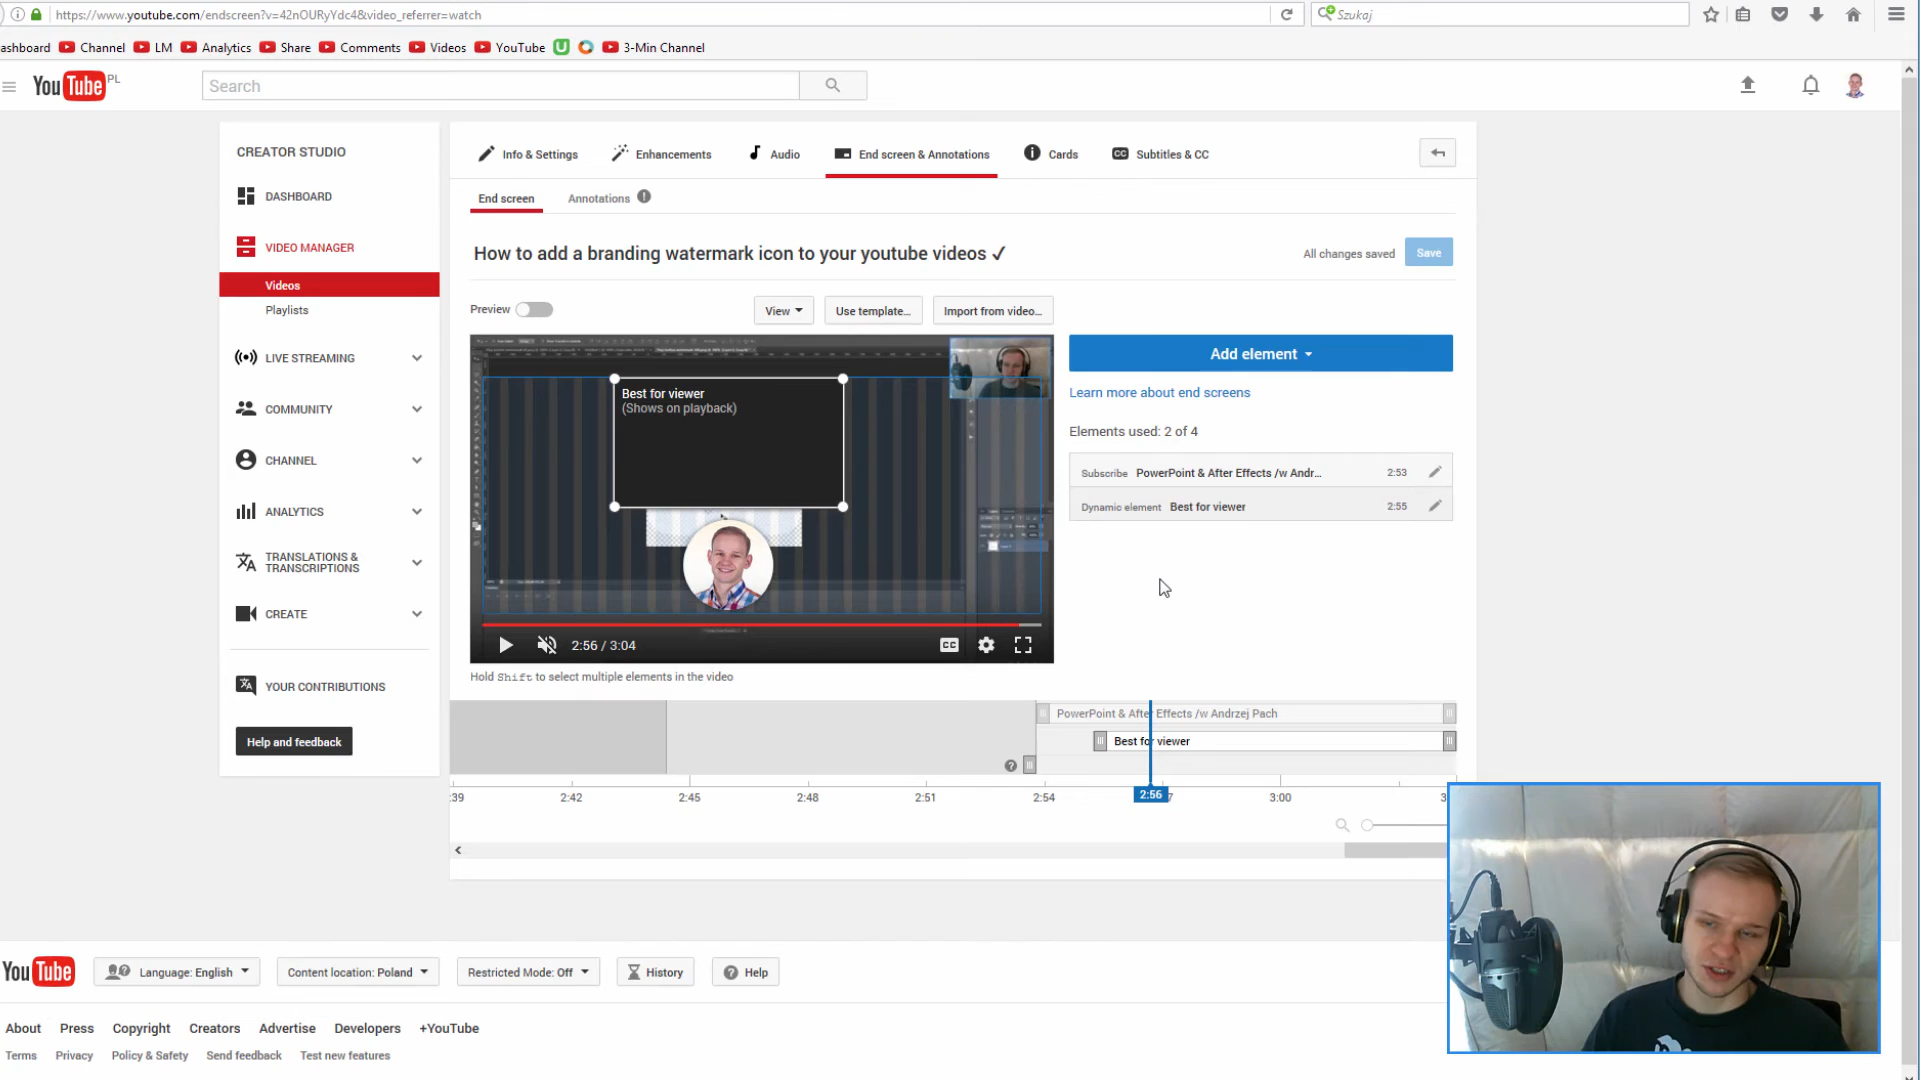 https://www.youtube.com/endscreen?v=42nOURyYdc4&video_referrer=watch
Szukaj
ashboard Channel LM Analytics Share Comments Videos YouTube 3-Min Channel
YouTube PL
Search
CREATOR STUDIO
DASHBOARD
VIDEO MANAGER
Videos
Playlists
LIVE STREAMING
COMMUNITY
CHANNEL
ANALYTICS
TRANSLATIONS &
TRANSCRIPTIONS
CREATE
YOUR CONTRIBUTIONS
Help and feedback
Info & Settings Enhancements Audio End screen & Annotations Cards CC Subtitles & CC
End screen Annotations
How to add a branding watermark icon to your youtube videos ✓
All changes saved Save
Preview View Use template... Import from video...
Best for viewer
(Shows on playback)
2:56 / 3:04 CC
Hold Shift to select multiple elements in the video
Add element
Learn more about end screens
Elements used: 2 of 4
Subscribe PowerPoint & After Effects /w Andr... 2:53
Dynamic element Best for viewer 2:55
PowerPoint & After Effects /w Andrzej Pach
Best for viewer
:39 2:42 2:45 2:48 2:51 2:54 2:56 7 3:00 3
YouTube Language: English Content location: Poland Restricted Mode: Off History Help
About Press Copyright Creators Advertise Developers +YouTube
Terms Privacy Policy & Safety Send feedback Test new features